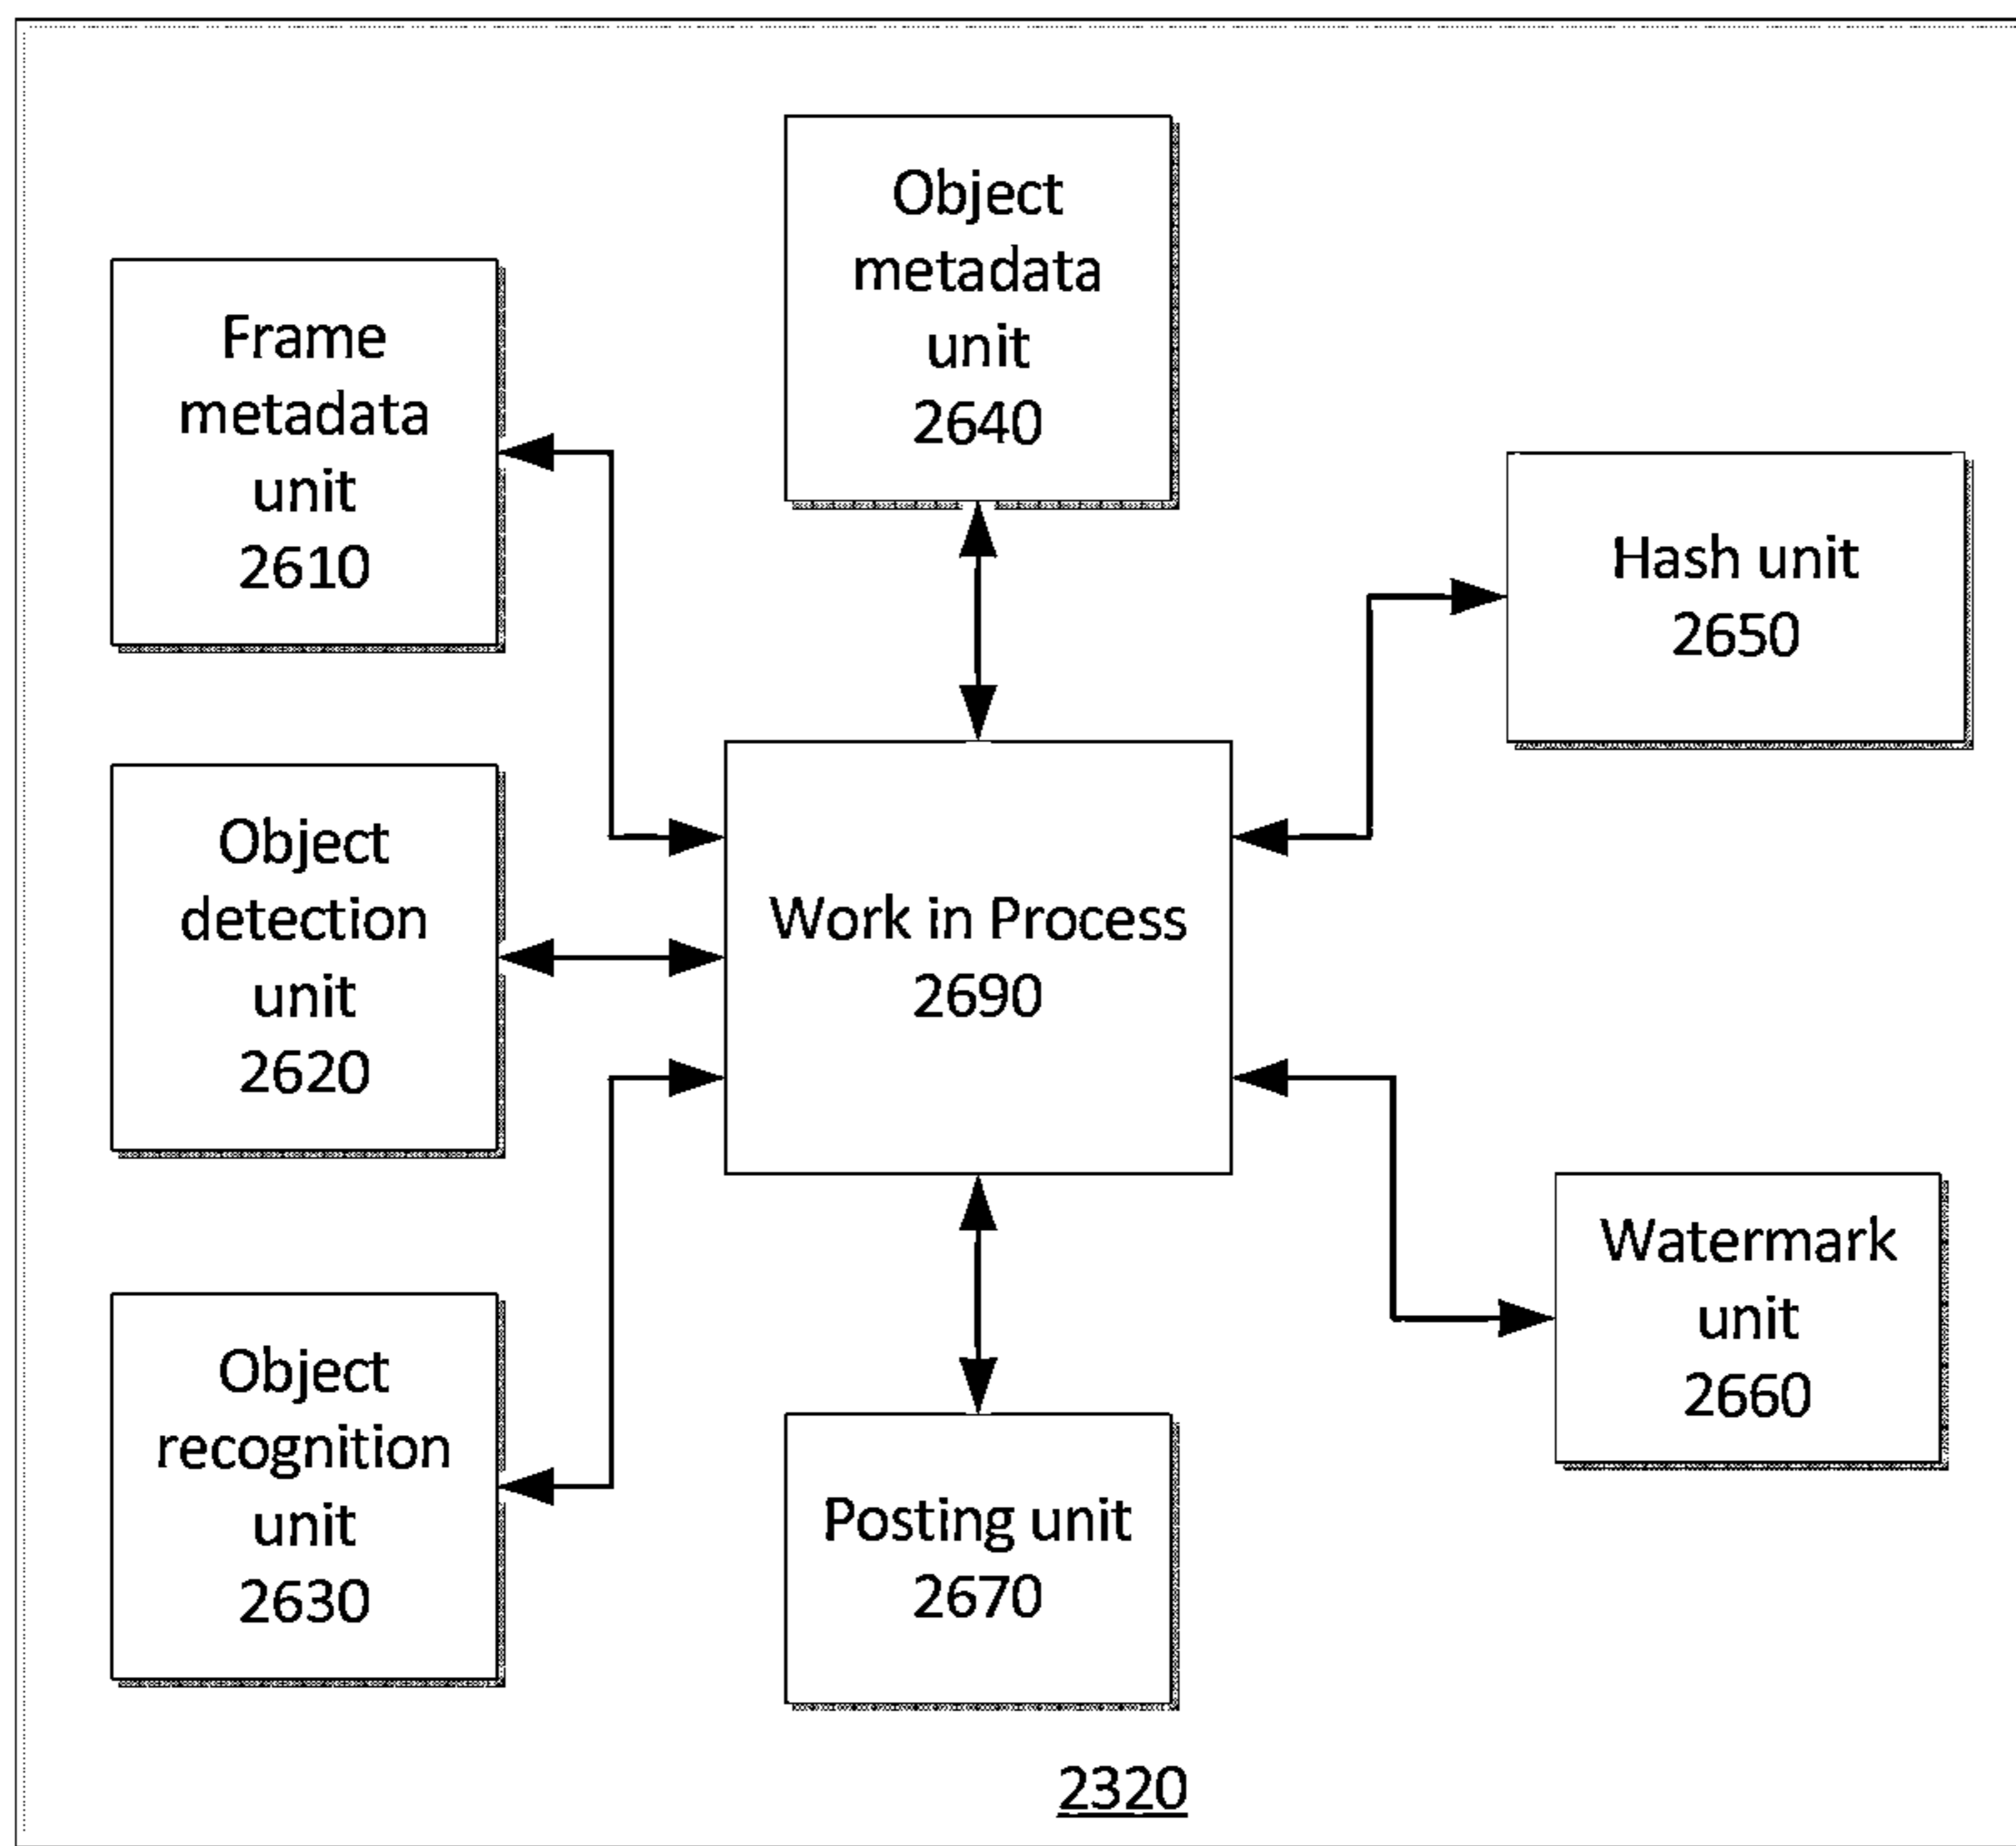 Object
metadata
unit
2640
Frame
metadata
unit
2610
Hash unit
2650
Object
detection
unit
2620
Work in Process
2690
Watermark
unit
2660
Object
recognition
unit
2630
Posting unit
2670
2320